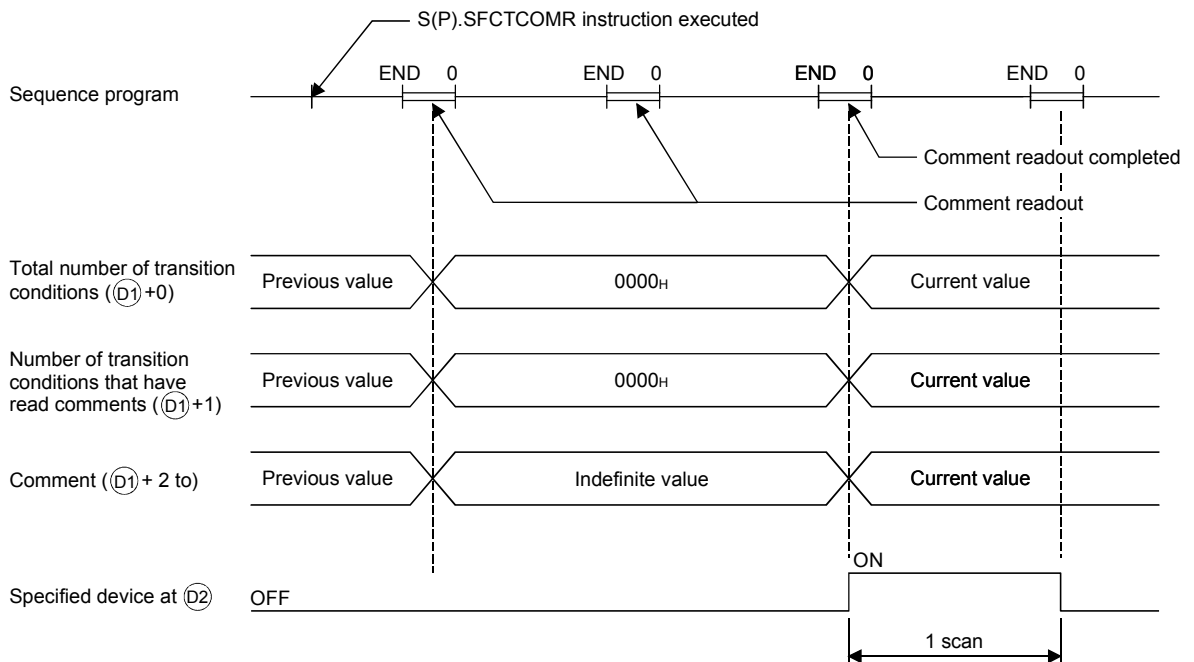 S(P).SFCTCOMR instruction executed
END 0 END 0 END 0 END 0
Sequence program
Comment readout completed
Comment readout
Total number of transition
conditions (D1+0)
Previous value 0000H Current value
Number of transition
conditions that have
read comments (D1+1)
Previous value 0000H Current value
Comment (D1+ 2 to)
Previous value Indefinite value Current value
ON
Specified device at D2 OFF
1 scan